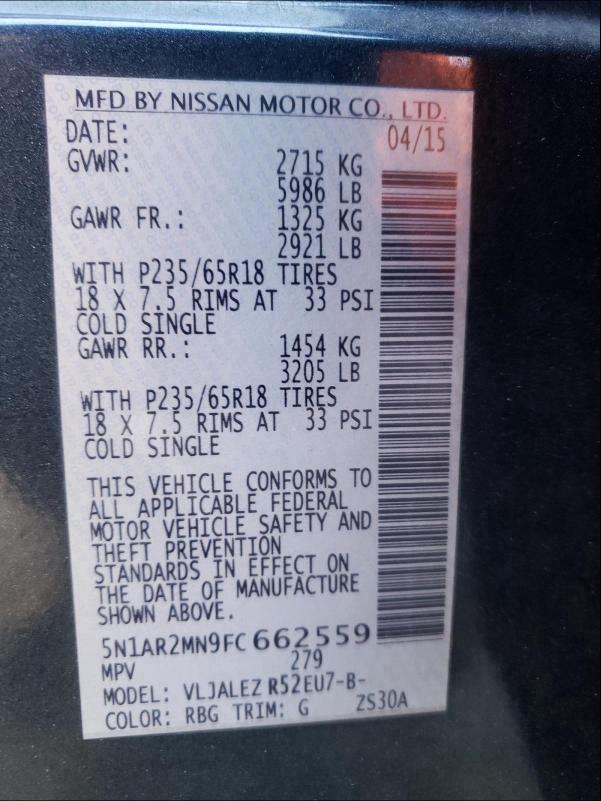 MFD BY NISSAN MOTOR CO., LTD.
DATE: 04/15
GVWR: 2715 KG
5986 LB
GAWR FR.: 1325 KG
2921 LB
WITH P235/65R18 TIRES
18 X 7.5 RIMS AT 33 PSI
COLD SINGLE
GAWR RR.: 1454 KG
3205 LB
WITH P235/65R18 TIRES
18 X 7.5 RIMS AT 33 PSI
COLD SINGLE
THIS VEHICLE CONFORMS TO
ALL APPLICABLE FEDERAL
MOTOR VEHICLE SAFETY AND
THEFT PREVENTION
STANDARDS IN EFFECT ON
THE DATE OF MANUFACTURE
SHOWN ABOVE.
5N1AR2MN9FC 662559
MPV 279
MODEL: VLJALEZ R52EU7-B-
COLOR: RBG TRIM: G ZS30A